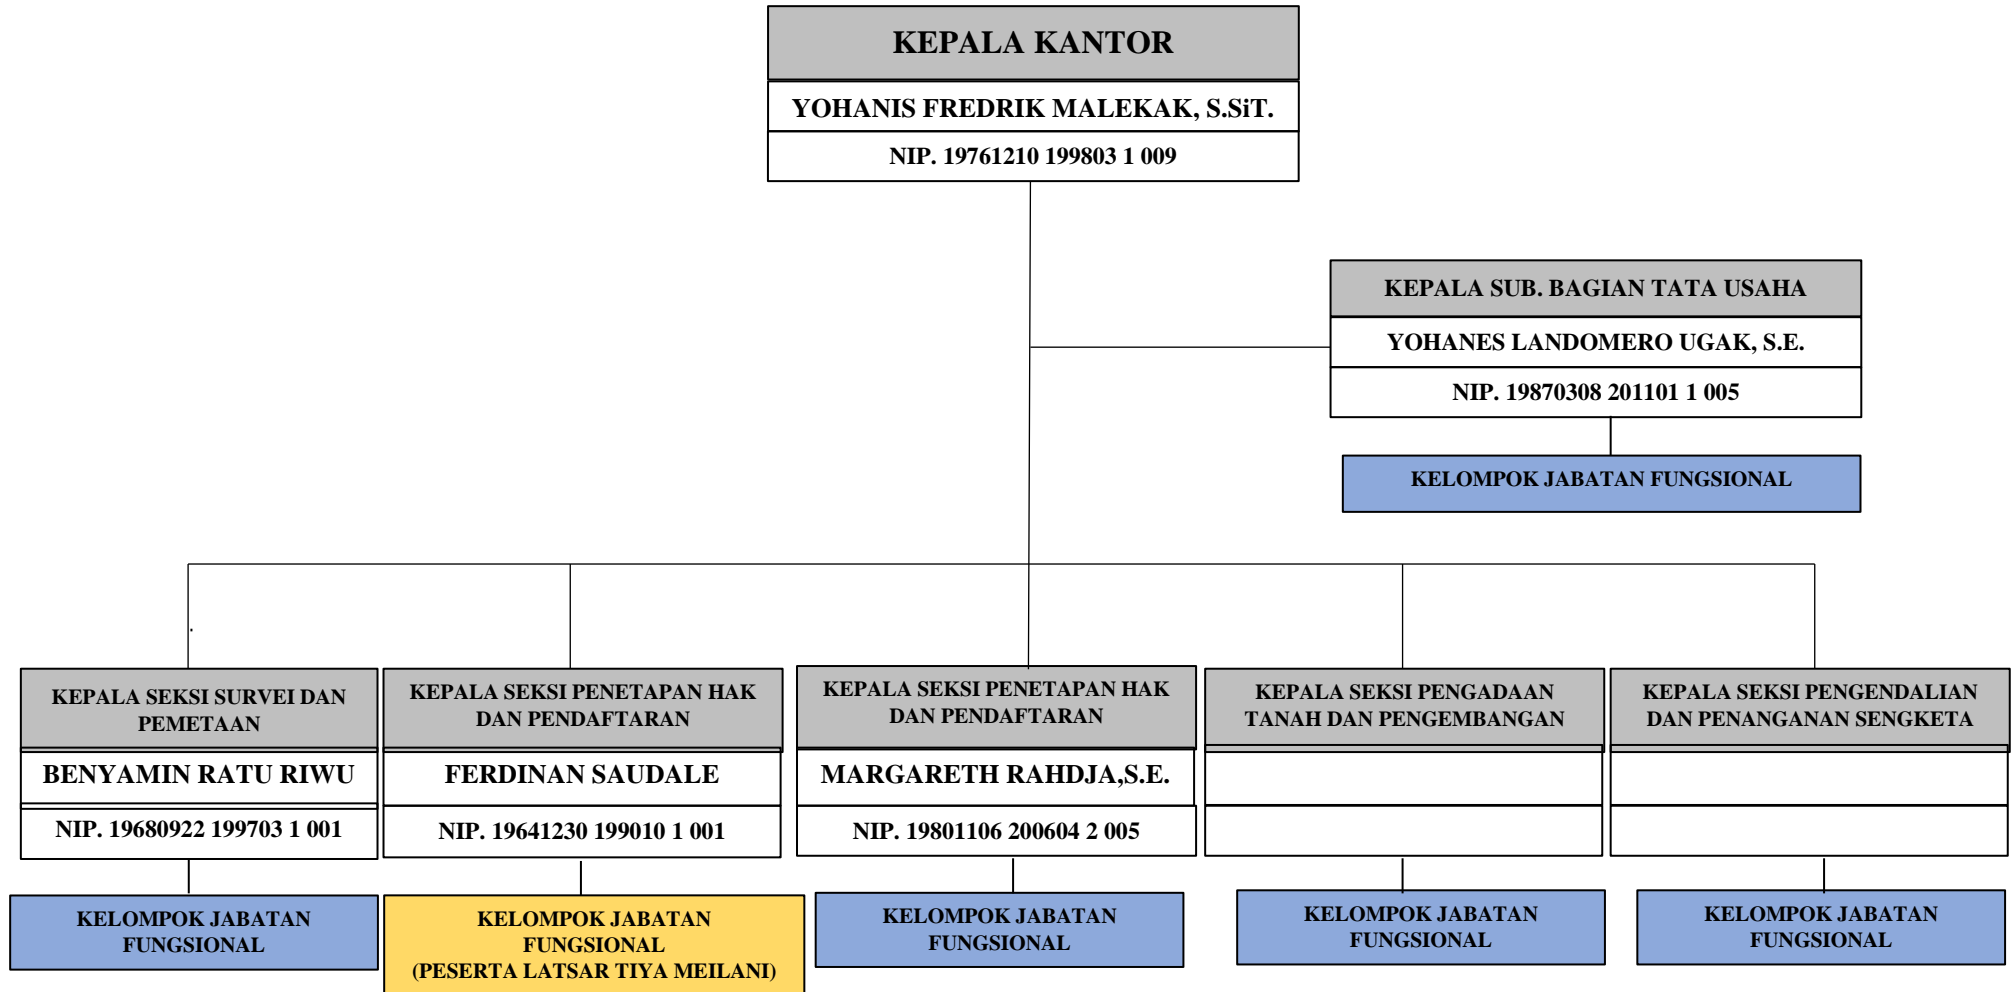 KEPALA KANTOR
YOHANIS FREDRIK MALEKAK, S.SiT.
NIP. 19761210 199803 1 009
KEPALA SUB. BAGIAN TATA USAHA
YOHANES LANDOMERO UGAK, S.E.
NIP. 19870308 201101 1 005
KELOMPOK JABATAN FUNGSIONAL
.
KEPALA SEKSI SURVEI DAN
PEMETAAN
BENYAMIN RATU RIWU
NIP. 19680922 199703 1 001
KELOMPOK JABATAN
FUNGSIONAL
KEPALA SEKSI PENETAPAN HAK
DAN PENDAFTARAN
FERDINAN SAUDALE
NIP. 19641230 199010 1 001
KELOMPOK JABATAN
FUNGSIONAL
(PESERTA LATSAR TIYA MEILANI)
KEPALA SEKSI PENETAPAN HAK
DAN PENDAFTARAN
MARGARETH RAHDJA,S.E.
NIP. 19801106 200604 2 005
KELOMPOK JABATAN
FUNGSIONAL
KEPALA SEKSI PENGADAAN
TANAH DAN PENGEMBANGAN
KELOMPOK JABATAN
FUNGSIONAL
KEPALA SEKSI PENGENDALIAN
DAN PENANGANAN SENGKETA
KELOMPOK JABATAN
FUNGSIONAL